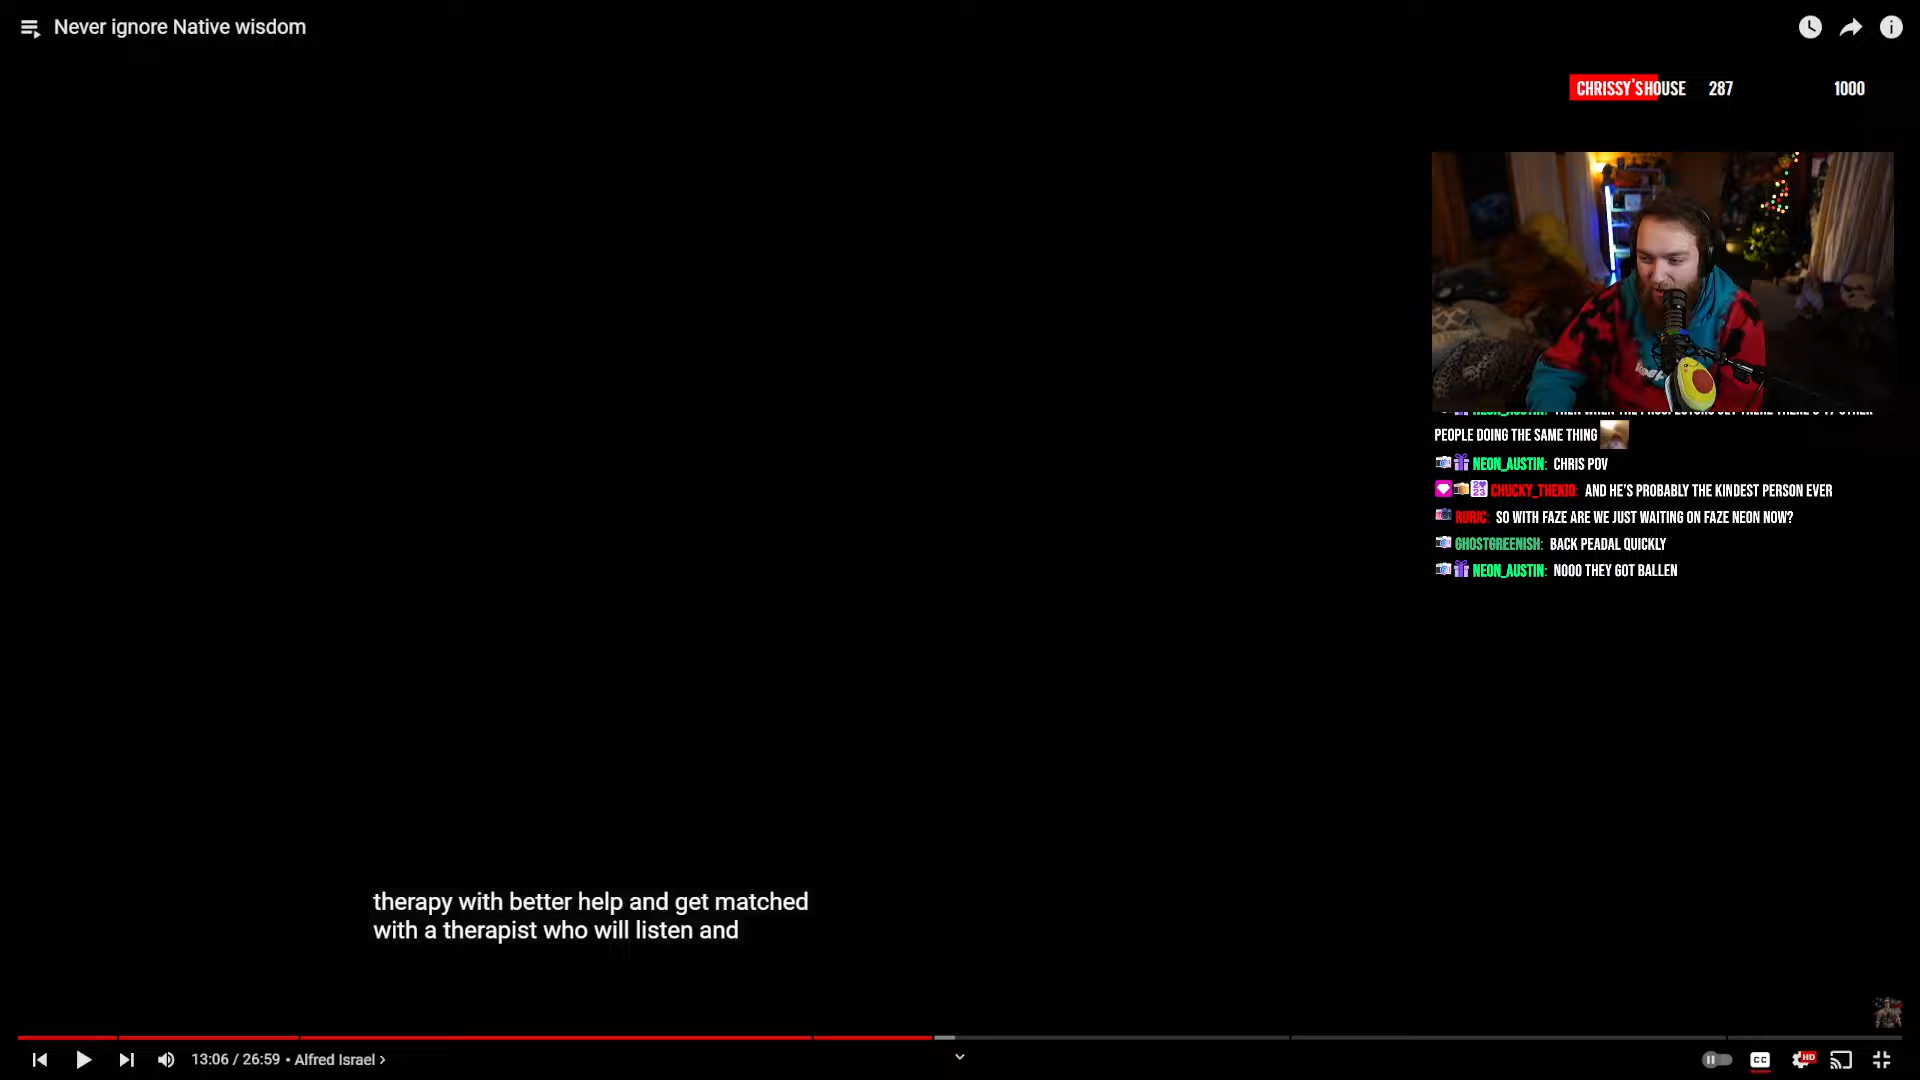 Never ignore Native wisdom
CHRISSY'S HOUSE 287 1000
PEOPLE DOING THE SAME THING
NEON_AUSTIN: CHRIS POV
CHUCKY_THEKID: AND HE'S PROBABLY THE KINDEST PERSON EVER
RURIC: SO WITH FAZE ARE WE JUST WAITING ON FAZE NEON NOW?
GHOSTGREENISH: BACK PEADAL QUICKLY
NEON_AUSTIN: NOOO THEY GOT BALLEN
therapy with better help and get matched
with a therapist who will listen and
13:06 / 26:59 • Alfred Israel ›
CC HD